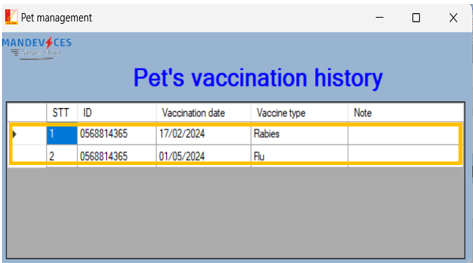 Pet management
MANDEVICES
Pet's vaccination history
STT ID Vaccination date Vaccine type Note
1 0568814365 17/02/2024 Rabies
2 0568814365 01/05/2024 Flu